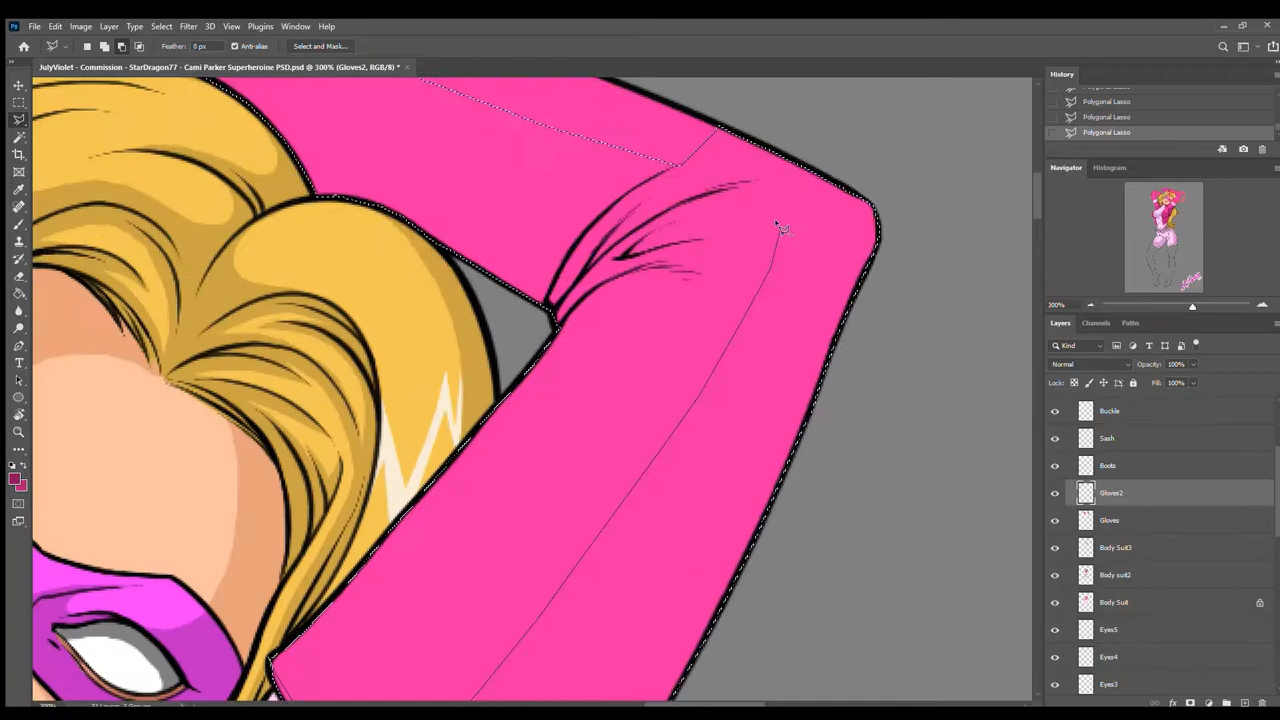 Ps File Edit Image Layer Type Select Filter 3D View Plugins Window Help
Feather: 0 px Anti-alias Select and Mask...
JulyViolet - Commission - StarDragon77 - Cami Parker Superheroine PSD.psd @ 300% (Gloves2, RGB/8) *
History
Polygonal Lasso
Polygonal Lasso
Polygonal Lasso
Navigator Histogram
300%
Layers Channels Paths
Kind
Normal Opacity: 100%
Lock: Fill: 100%
Buckle
Sash
Boots
Gloves2
Gloves
Body Suit3
Body suit2
Body Suit
Eyes5
Eyes4
Eyes3
fx